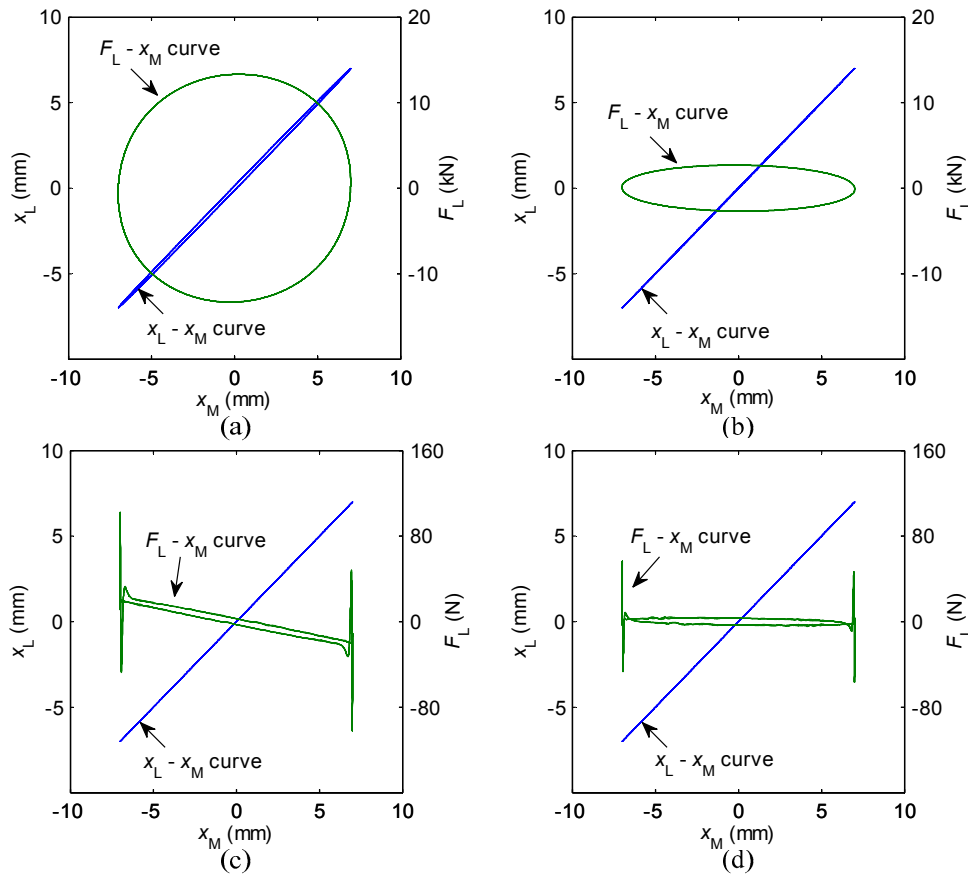 10
5
0
-5
x_L (mm)
20
10
0
-10
F_L (kN)
F_L - x_M curve
x_L - x_M curve
-10
-5
0
5
10
x_M (mm)
(a)
10
5
0
-5
x_L (mm)
20
10
0
-10
F_L (kN)
F_L - x_M curve
x_L - x_M curve
-10
-5
0
5
10
x_M (mm)
(b)
10
5
0
-5
x_L (mm)
160
80
0
-80
F_L (N)
F_L - x_M curve
x_L - x_M curve
-10
-5
0
5
10
x_M (mm)
(c)
10
5
0
-5
x_L (mm)
160
80
0
-80
F_L (N)
F_L - x_M curve
x_L - x_M curve
-10
-5
0
5
10
x_M (mm)
(d)